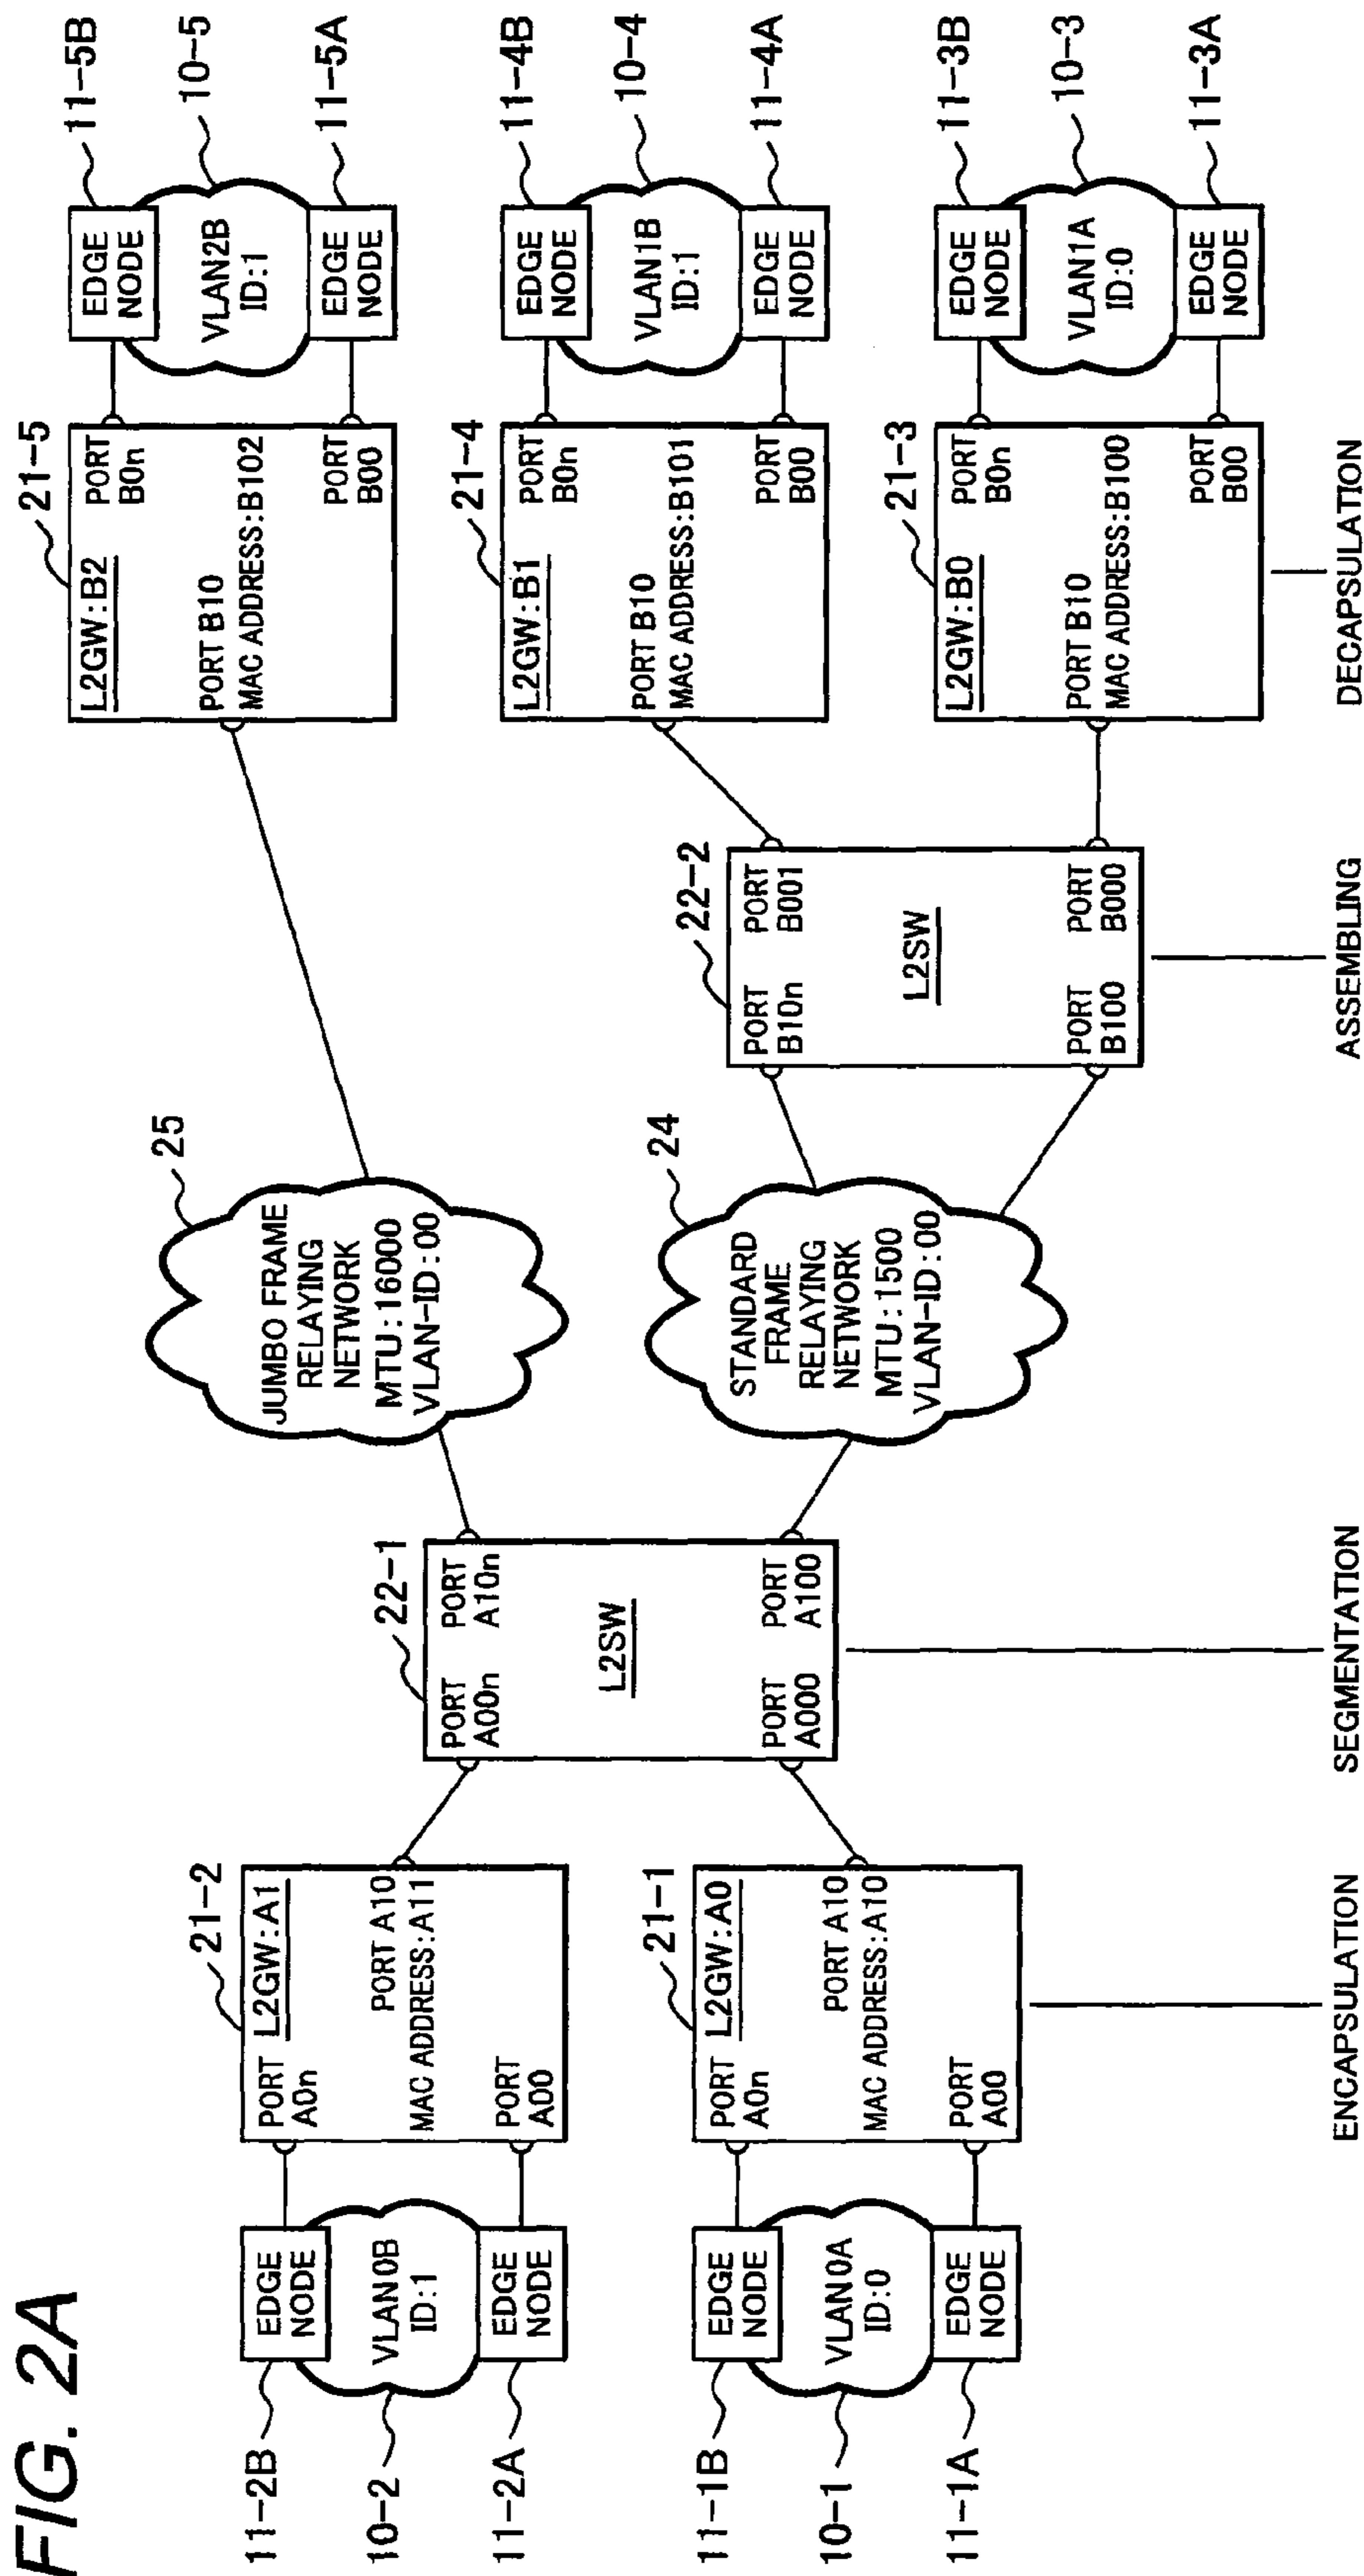 FIG. 2A
11-2B
10-2
11-2A
11-1B
10-1
11-1A
EDGE
NODE
VLAN0B
ID:1
EDGE
NODE
EDGE
NODE
VLAN0A
ID:0
EDGE
NODE
21-2
L2GW:A1
PORT
A0n
PORT A10
MAC ADDRESS:A11
PORT
A00
21-1
L2GW:A0
PORT
A0n
PORT A10
MAC ADDRESS:A10
PORT
A00
ENCAPSULATION
22-1
PORT
A00n
PORT
A10n
L2SW
PORT
A000
PORT
A100
SEGMENTATION
25
JUMBO FRAME
RELAYING
NETWORK
MTU:16000
VLAN-ID:00
24
STANDARD
FRAME
RELAYING
NETWORK
MTU:1500
VLAN-ID:00
22-2
PORT
B10n
PORT
B001
L2SW
PORT
B100
PORT
B000
ASSEMBLING
21-5
L2GW:B2
PORT
B0n
PORT B10
MAC ADDRESS:B102
PORT
B00
21-4
L2GW:B1
PORT
B0n
PORT B10
MAC ADDRESS:B101
PORT
B00
21-3
L2GW:B0
PORT
B0n
PORT B10
MAC ADDRESS:B100
PORT
B00
DECAPSULATION
EDGE
NODE
VLAN2B
ID:1
EDGE
NODE
EDGE
NODE
VLAN1B
ID:1
EDGE
NODE
EDGE
NODE
VLAN1A
ID:0
EDGE
NODE
11-5B
10-5
11-5A
11-4B
10-4
11-4A
11-3B
10-3
11-3A